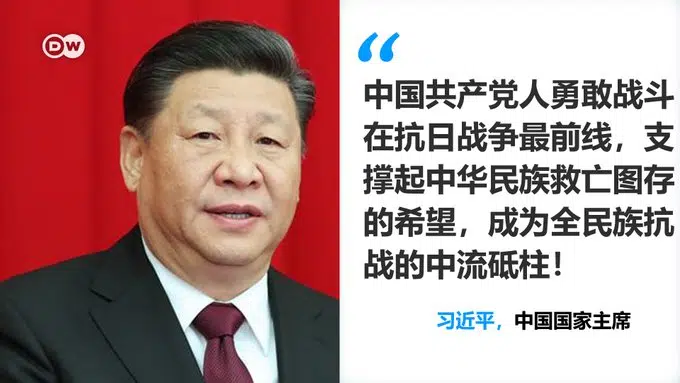 DW
“
中国共产党人勇敢战斗
在抗日战争最前线，支
撑起中华民族救亡图存
的希望，成为全民族抗
战的中流砥柱！
习近平，中国国家主席